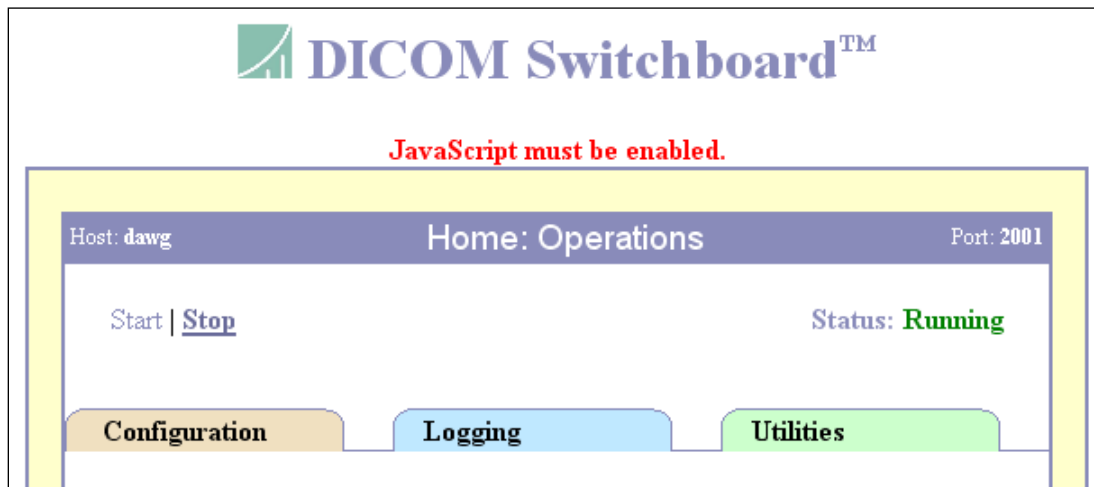 DICOM Switchboard™
JavaScript must be enabled.
Host: dawg Home: Operations Port: 2001
Start | Stop Status: Running
Configuration Logging Utilities